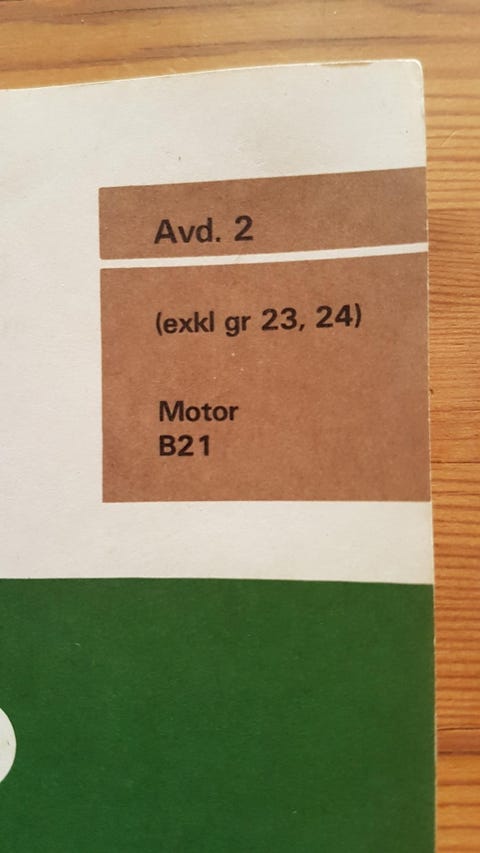 Avd. 2
(exkl gr 23, 24)
Motor
B21